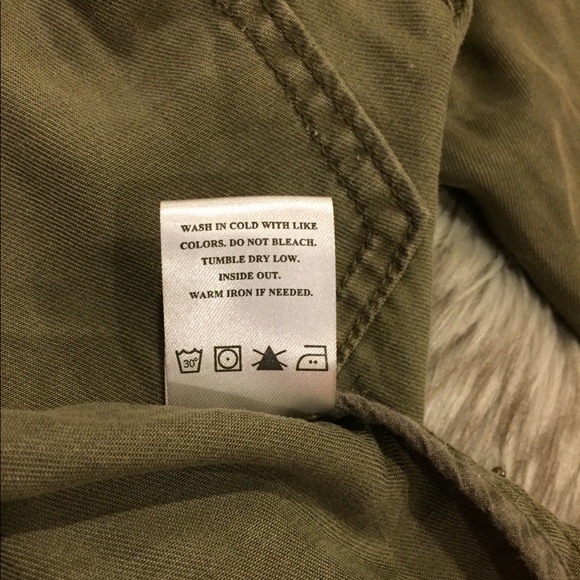 WASH IN COLD WITH LIKE
COLORS. DO NOT BLEACH.
TUMBLE DRY LOW.
INSIDE OUT.
WARM IRON IF NEEDED.
30°